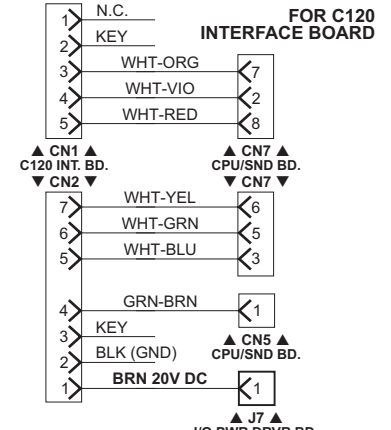 FOR C120
INTERFACE BOARD
1 N.C.
2 KEY
3 WHT-ORG 7
4 WHT-VIO 2
5 WHT-RED 8
▲ CN1 ▲ ▲ CN7 ▲
C120 INT. BD. CPU/SND BD.
▼ CN2 ▼ ▼ CN7 ▼
7 WHT-YEL 6
6 WHT-GRN 5
5 WHT-BLU 3
4 GRN-BRN 1
3 KEY ▲ CN5 ▲
2 BLK (GND) CPU/SND BD.
1 BRN 20V DC 1
▲ J7 ▲
I/O PWR DRVR BD.